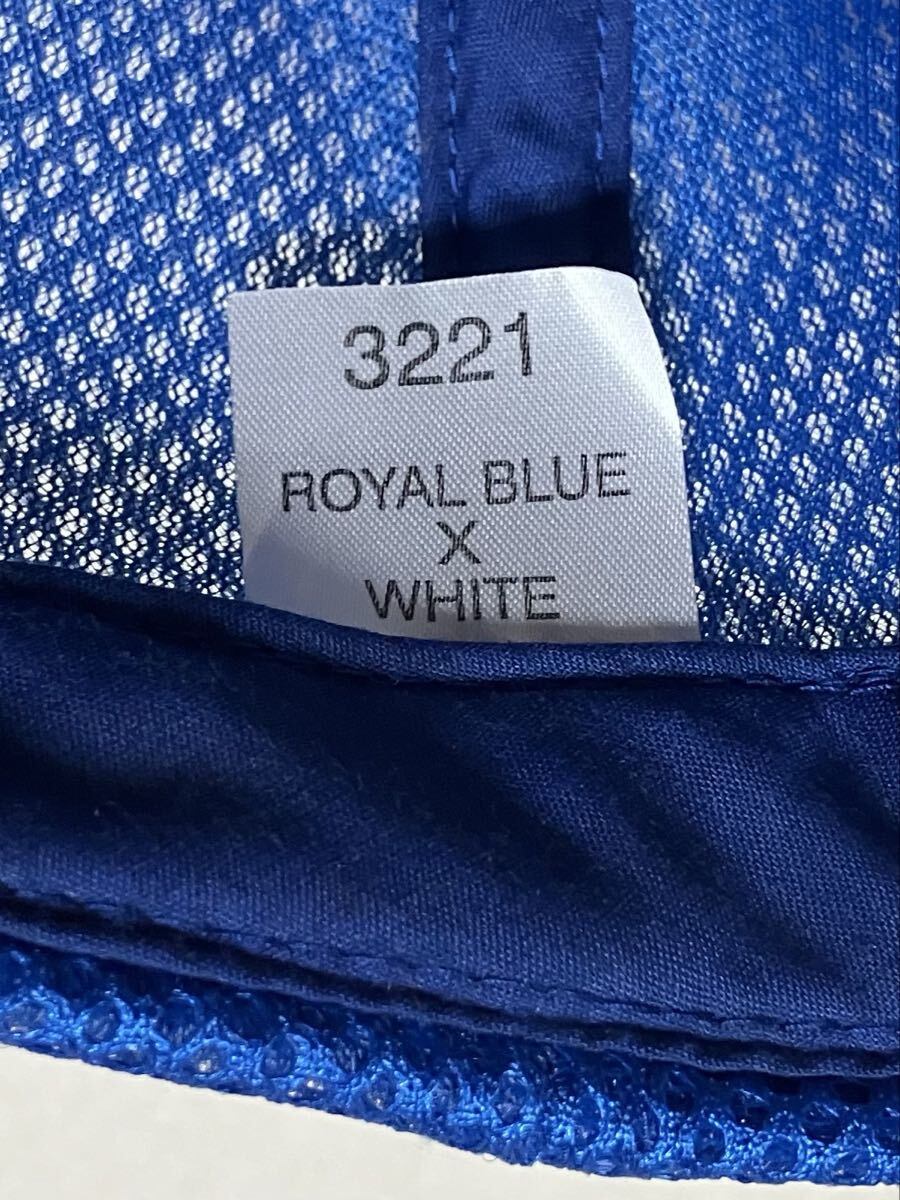 3221
ROYAL BLUE
X
WHITE